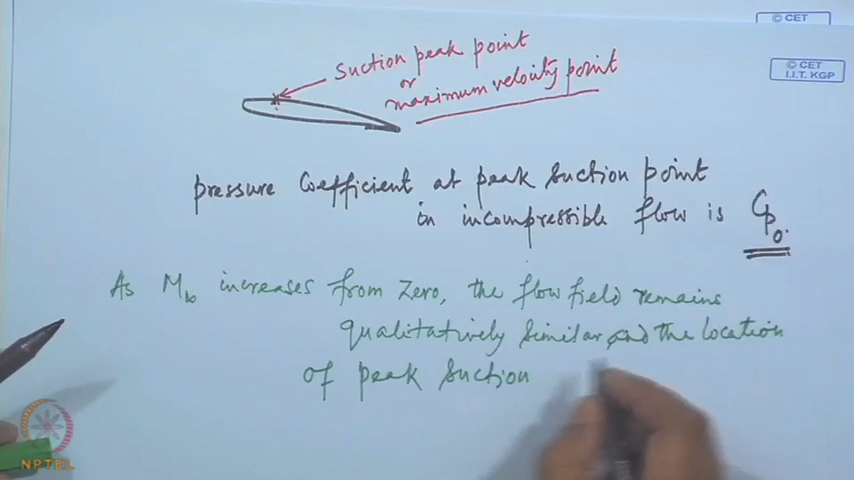 © CET
© CET
I.I.T. KGP
Suction peak point
or
maximum velocity point
pressure Coefficient at peak suction point
in incompressible flow is Cp₀.
As M∞ increases from zero, the flow field remains
qualitatively similar and the location
of peak suction
NPTEL